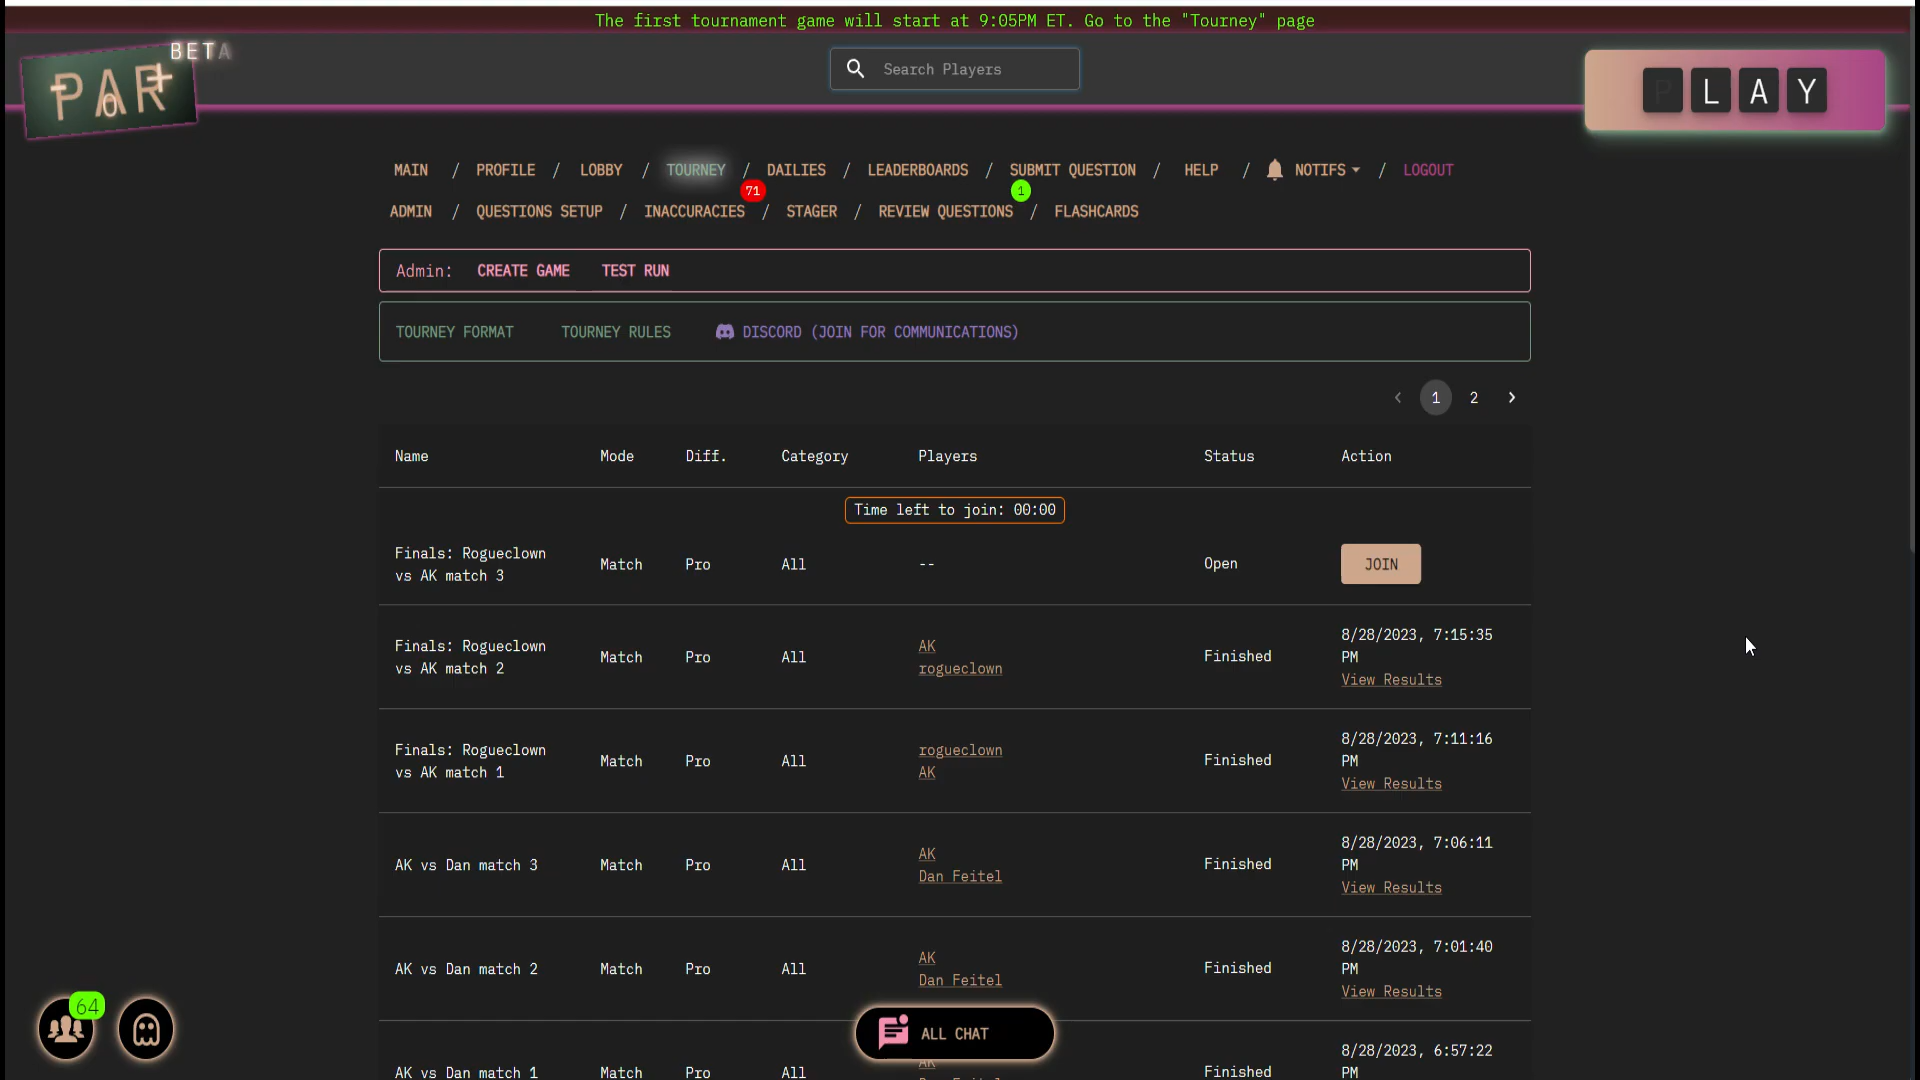 The first tournament game will start at 9:05PM ET. Go to the "Tourney" page
BETA
PAR
Search Players
PLAY
MAIN / PROFILE / LOBBY / TOURNEY / DAILIES / LEADERBOARDS / SUBMIT QUESTION / HELP / NOTIFS / LOGOUT
71 1
ADMIN / QUESTIONS SETUP / INACCURACIES / STAGER / REVIEW QUESTIONS / FLASHCARDS
Admin: CREATE GAME TEST RUN
TOURNEY FORMAT TOURNEY RULES DISCORD (JOIN FOR COMMUNICATIONS)
1 2
Name Mode Diff. Category Players Status Action
Time left to join: 00:00
Finals: Rogueclown
vs AK match 3
Match Pro All -- Open JOIN
Finals: Rogueclown
vs AK match 2
Match Pro All
AK
rogueclown
Finished
8/28/2023, 7:15:35
PM
View Results
Finals: Rogueclown
vs AK match 1
Match Pro All
rogueclown
AK
Finished
8/28/2023, 7:11:16
PM
View Results
AK vs Dan match 3
Match Pro All
AK
Dan Feitel
Finished
8/28/2023, 7:06:11
PM
View Results
AK vs Dan match 2
Match Pro All
AK
Dan Feitel
Finished
8/28/2023, 7:01:40
PM
View Results
AK vs Dan match 1
Match Pro All
AK
Finished
8/28/2023, 6:57:22
PM
64
ALL CHAT